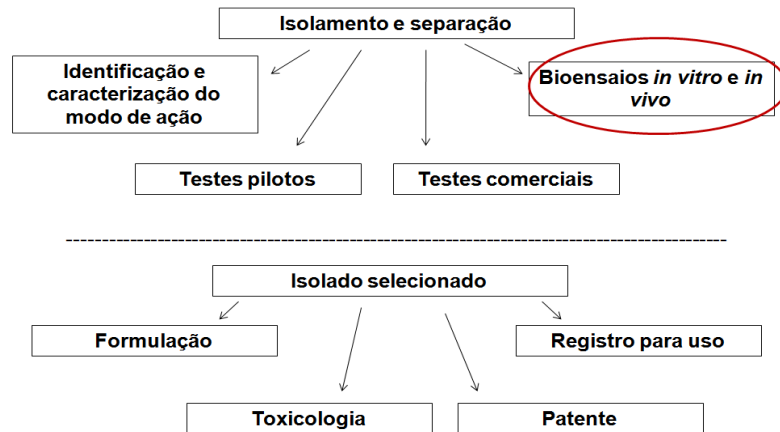 Isolamento e separação
Identificação e
caracterização do
modo de ação
Bioensaios in vitro e in
vivo
Testes pilotos
Testes comerciais
Isolado selecionado
Formulação
Registro para uso
Toxicologia
Patente